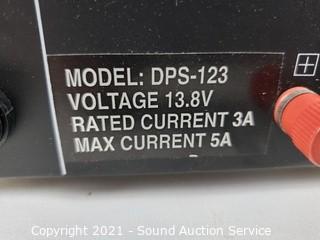 MODEL: DPS-123
VOLTAGE 13.8V
RATED CURRENT 3A
MAX CURRENT 5A
Copyright © 2021 - Sound Auction Service